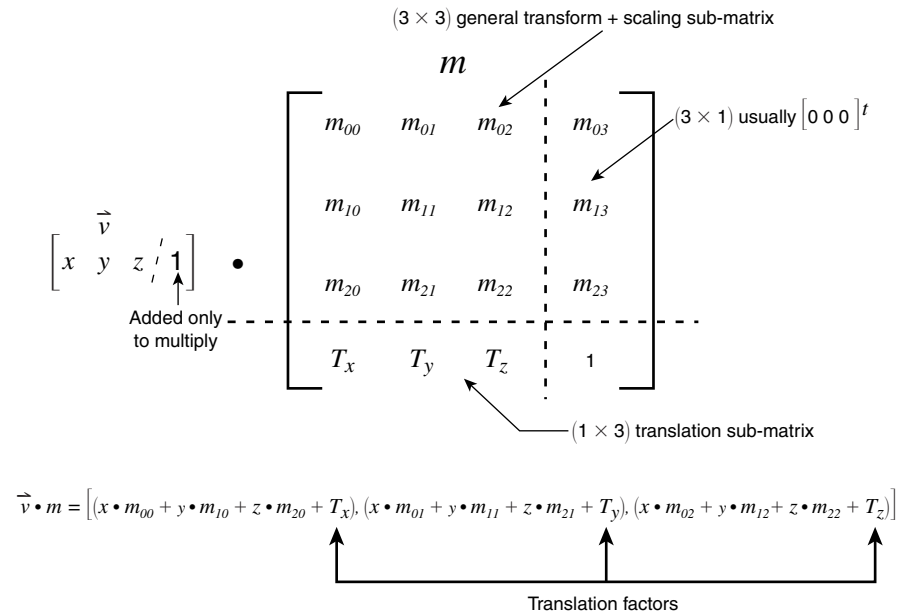 (3 × 3) general transform + scaling sub-matrix
m
m00 m01 m02 m03
(3 × 1) usually [0 0 0]t
m10 m11 m12 m13
v
[x y z 1] •
m20 m21 m22 m23
Added only
to multiply
Tx Ty Tz 1
(1 × 3) translation sub-matrix
v • m = [(x • m00 + y • m10 + z • m20 + Tx), (x • m01 + y • m11 + z • m21 + Ty), (x • m02 + y • m12 + z • m22 + Tz)]
Translation factors